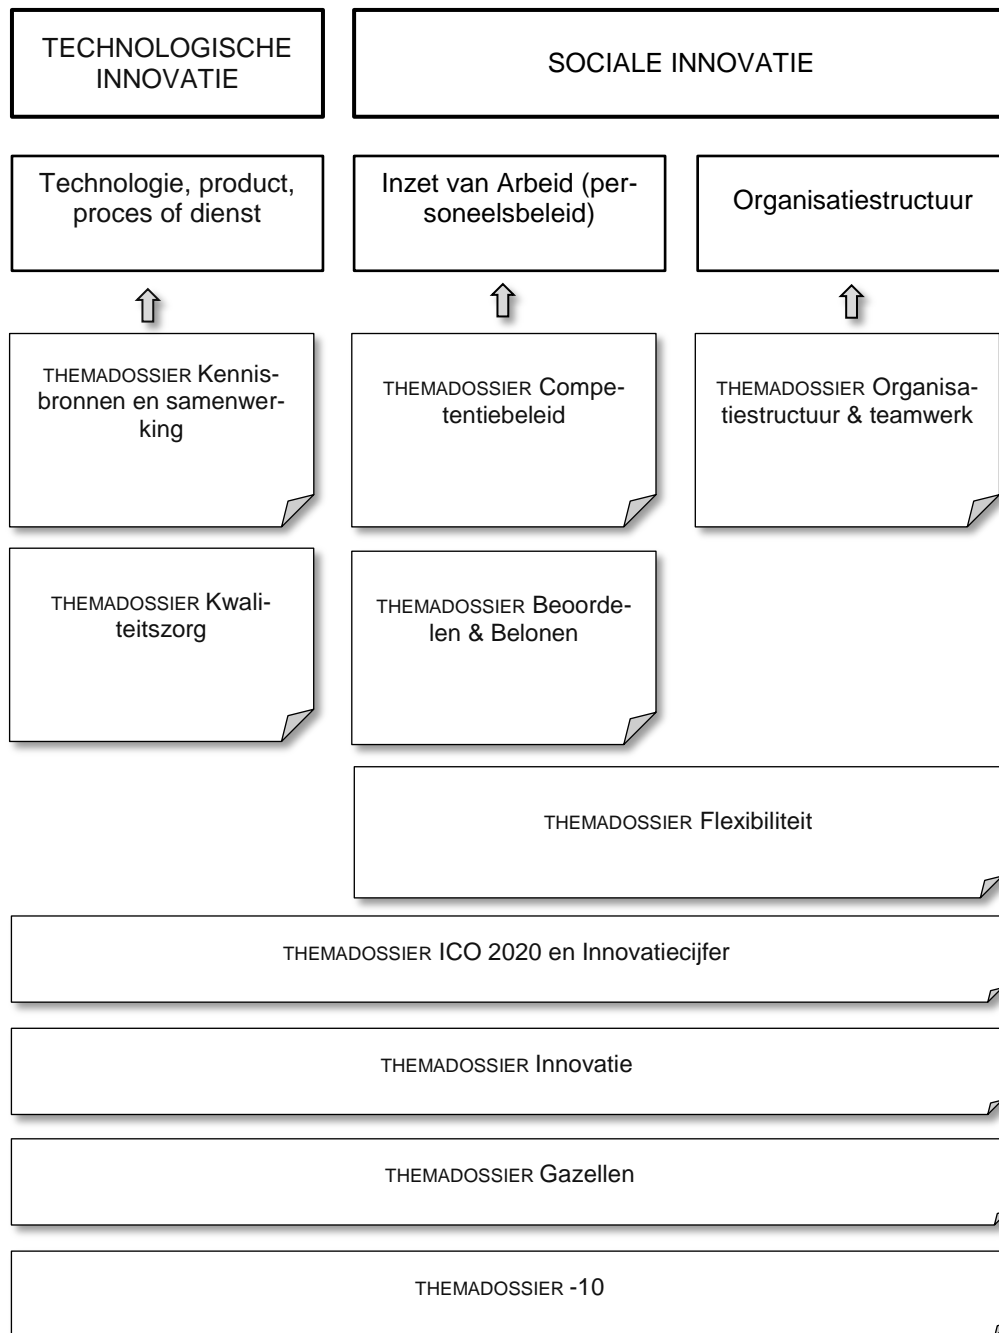 TECHNOLOGISCHE
INNOVATIE
SOCIALE INNOVATIE
Technologie, product,
proces of dienst
Inzet van Arbeid (per-
soneelsbeleid)
Organisatiestructuur
THEMADOSSIER Kennis-
bronnen en samenwer-
king
THEMADOSSIER Compe-
tentiebeleid
THEMADOSSIER Organisa-
tiestructuur & teamwerk
THEMADOSSIER Kwali-
teitszorg
THEMADOSSIER Beoorde-
len & Belonen
THEMADOSSIER Flexibiliteit
THEMADOSSIER ICO 2020 en Innovatiecijfer
THEMADOSSIER Innovatie
THEMADOSSIER Gazellen
THEMADOSSIER -10